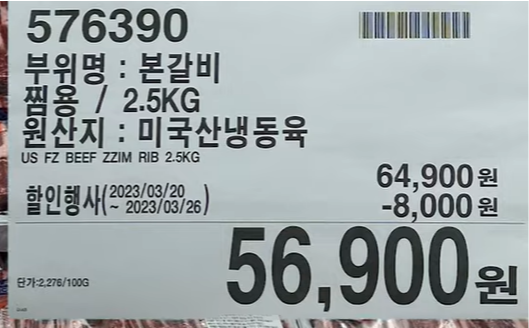 576390
부위명 : 본갈비
찜용 / 2.5KG
원산지 : 미국산냉동육
US FZ BEEF ZZIM RIB 2.5KG
64,900원
할인행사(2023/03/20 ~ 2023/03/26) -8,000원
56,900원
단가:2,276/100G